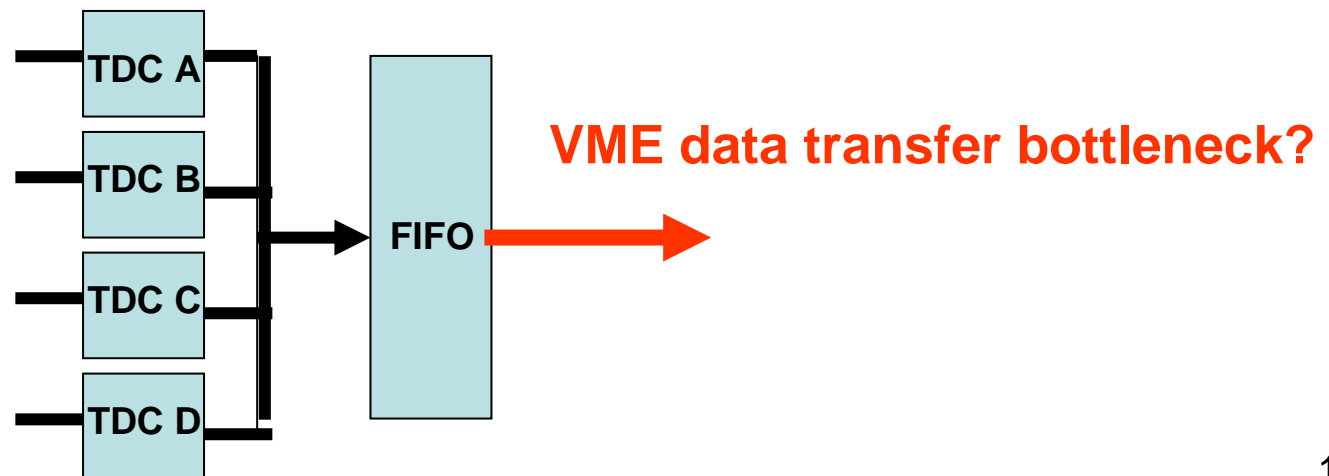 TDC A
VME data transfer bottleneck?
TDC B
FIFO
TDC C
TDC D